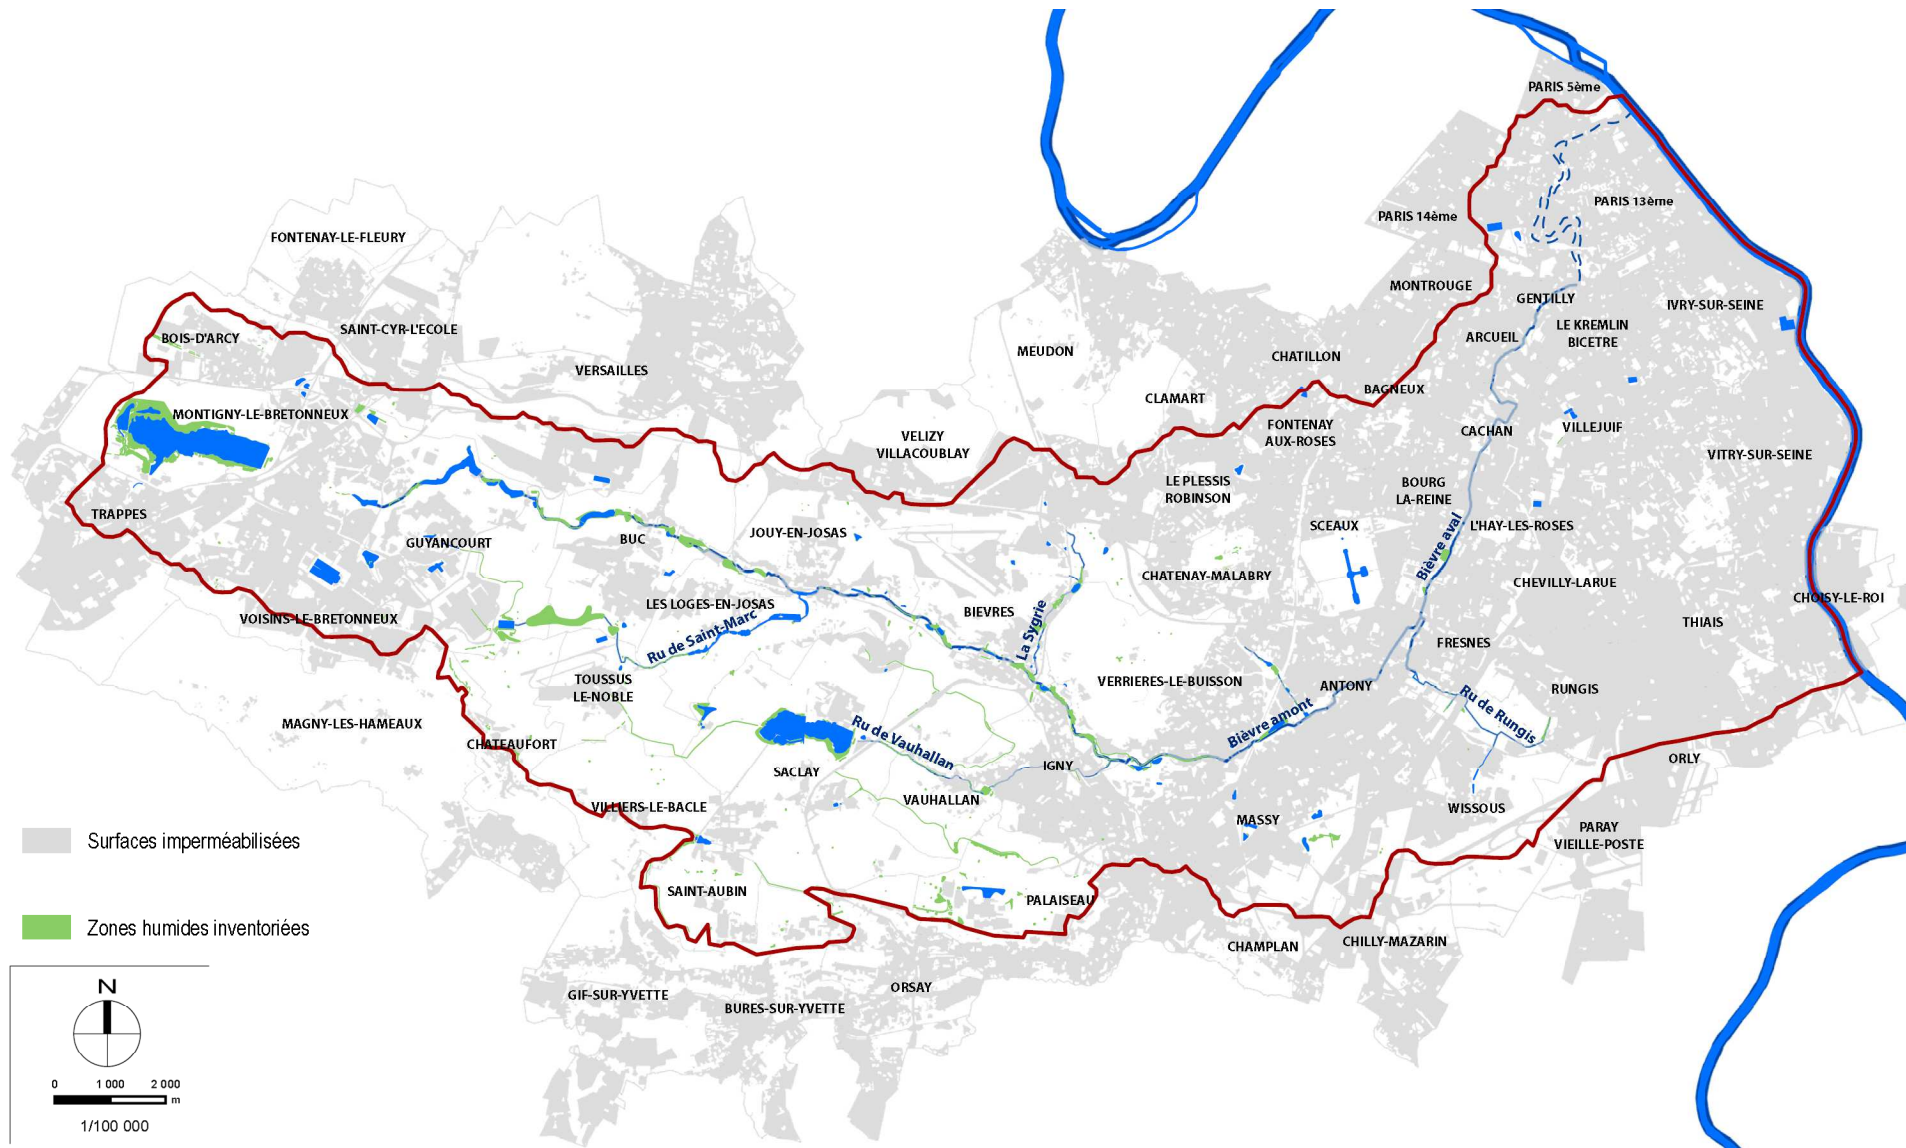 PARIS 5ème
PARIS 13ème
PARIS 14ème
FONTENAY-LE-FLEURY
MONTROUGE
GENTILLY
IVRY-SUR-SEINE
BOIS-D'ARCY
SAINT-CYR-L'ECOLE
ARCUEIL
LE KREMLIN
BICETRE
MEUDON
CHATILLON
VERSAILLES
BAGNEUX
CLAMART
MONTIGNY-LE-BRETONNEUX
VELIZY
VILLACOUBLAY
FONTENAY
AUX-ROSES
CACHAN
VILLEJUIF
VITRY-SUR-SEINE
LE PLESSIS
ROBINSON
BOURG
LA-REINE
TRAPPES
SCEAUX
L'HAY-LES-ROSES
JOUY-EN-JOSAS
BUC
GUYANCOURT
Bièvre aval
CHATENAY-MALABRY
CHEVILLY-LARUE
CHOISY-LE-ROI
LES LOGES-EN-JOSAS
BIEVRES
La Sygrie
VOISINS-LE-BRETONNEUX
Ru de Saint-Marc
THIAIS
FRESNES
TOUSSUS
LE-NOBLE
VERRIERES-LE-BUISSON
ANTONY
RUNGIS
Ru de Rungis
MAGNY-LES-HAMEAUX
Bièvre amont
CHATEAUFORT
Ru de Vauhallan
ORLY
IGNY
SACLAY
VAUHALLAN
VILLIERS-LE-BACLE
WISSOUS
MASSY
PARAY
VIEILLE-POSTE
SAINT-AUBIN
PALAISEAU
CHAMPLAN
CHILLY-MAZARIN
ORSAY
GIF-SUR-YVETTE
BURES-SUR-YVETTE
Surfaces imperméabilisées
Zones humides inventoriées
N
0 1 000 2 000
m
1/100 000